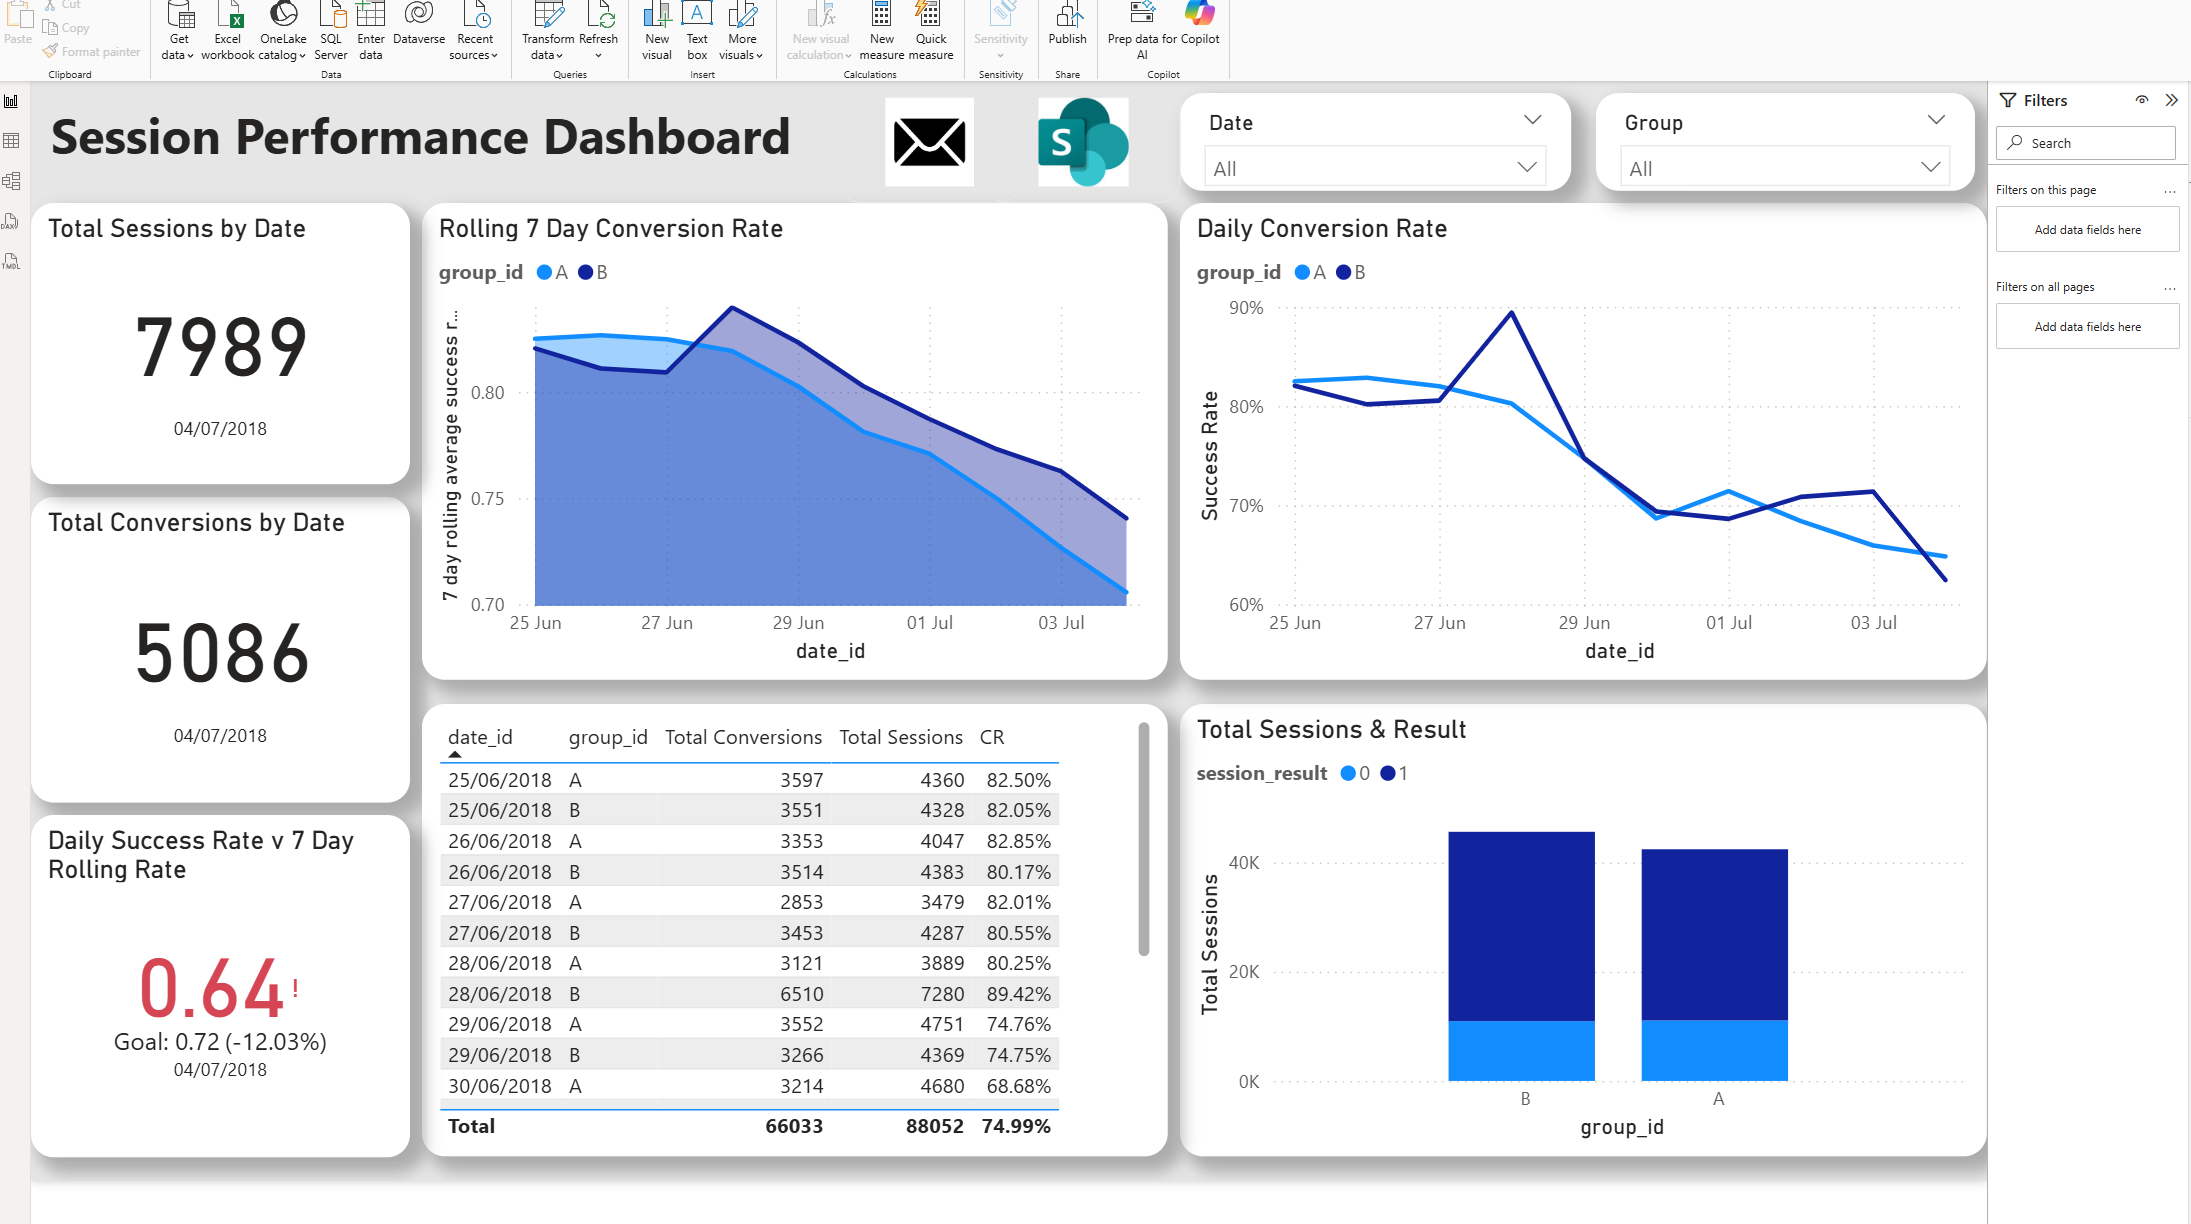 Cut
Paste
Copy
Format painter
Clipboard
Get data
Excel workbook
OneLake catalog
SQL Server
Enter data
Dataverse
Recent sources
Data
Transform data
Refresh
Queries
New visual
Text box
More visuals
Insert
New visual calculation
New measure
Quick measure
Calculations
Sensitivity
Sensitivity
Publish
Share
Prep data for AI
Copilot
Copilot
DAX
TMDL
Session Performance Dashboard
S
Date
All
Group
All
Filters
Search
Filters on this page
...
Add data fields here
Filters on all pages
...
Add data fields here
Total Sessions by Date
7989
04/07/2018
Total Conversions by Date
5086
04/07/2018
Daily Success Rate v 7 Day
Rolling Rate
0.64!
Goal: 0.72 (-12.03%)
04/07/2018
Rolling 7 Day Conversion Rate
group_id A B
7 day rolling average success r...
0.80
0.75
0.70
25 Jun 27 Jun 29 Jun 01 Jul 03 Jul
date_id
Daily Conversion Rate
group_id A B
Success Rate
90%
80%
70%
60%
25 Jun 27 Jun 29 Jun 01 Jul 03 Jul
date_id
date_id group_id Total Conversions Total Sessions CR
25/06/2018 A 3597 4360 82.50%
25/06/2018 B 3551 4328 82.05%
26/06/2018 A 3353 4047 82.85%
26/06/2018 B 3514 4383 80.17%
27/06/2018 A 2853 3479 82.01%
27/06/2018 B 3453 4287 80.55%
28/06/2018 A 3121 3889 80.25%
28/06/2018 B 6510 7280 89.42%
29/06/2018 A 3552 4751 74.76%
29/06/2018 B 3266 4369 74.75%
30/06/2018 A 3214 4680 68.68%
Total 66033 88052 74.99%
Total Sessions & Result
session_result 0 1
Total Sessions
40K
20K
0K
B A
group_id